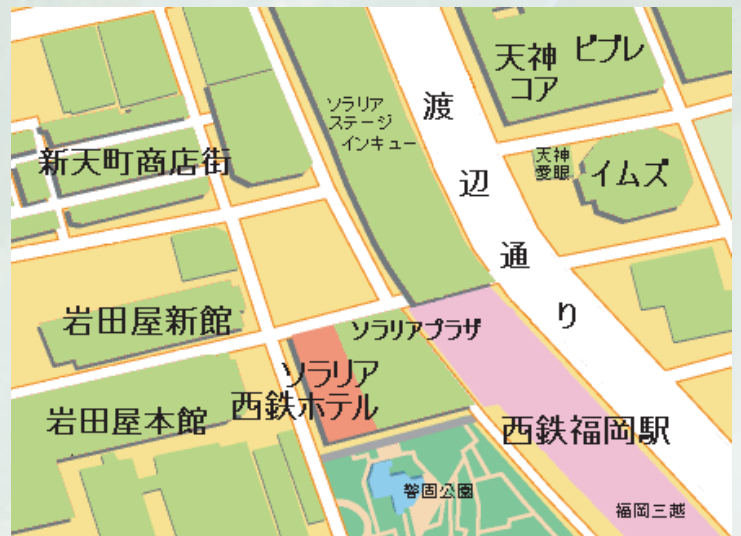 天神 ビブレ
コア
ソラリア
ステージ
インキュー
渡
辺
通
り
天神
愛眼
イムズ
新天町商店街
岩田屋新館
ソラリアプラザ
ソラリア
西鉄ホテル
岩田屋本館
西鉄福岡駅
警固公園
福岡三越